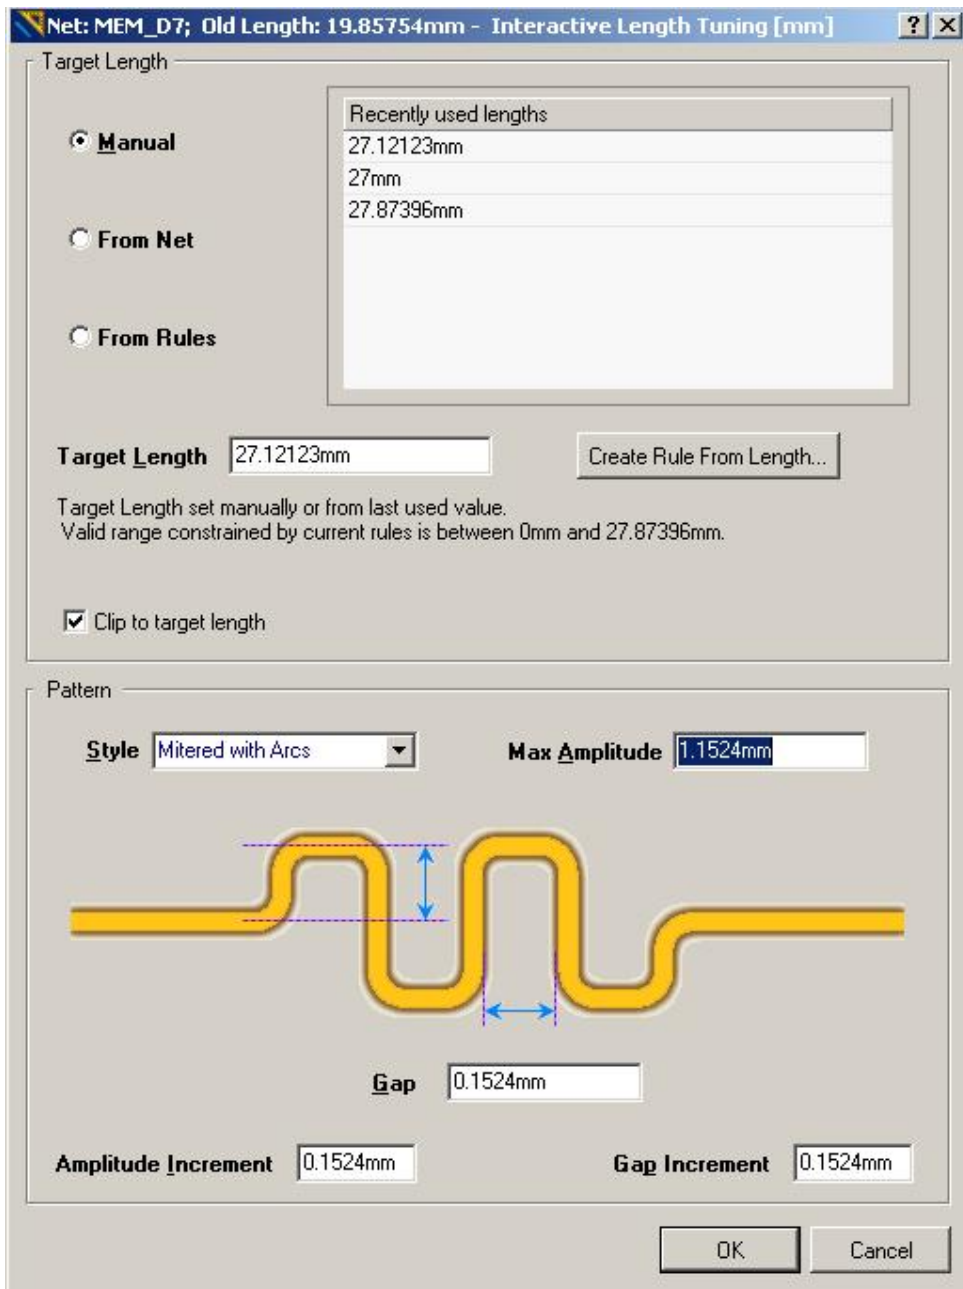 Net: MEM_D7; Old Length: 19.85754mm - Interactive Length Tuning [mm]
Target Length
Manual
From Net
From Rules
Recently used lengths
27.12123mm
27mm
27.87396mm
Target Length 27.12123mm Create Rule From Length...
Target Length set manually or from last used value.
Valid range constrained by current rules is between 0mm and 27.87396mm.
Clip to target length
Pattern
Style Mitered with Arcs Max Amplitude 1.1524mm
Gap 0.1524mm
Amplitude Increment 0.1524mm Gap Increment 0.1524mm
OK Cancel